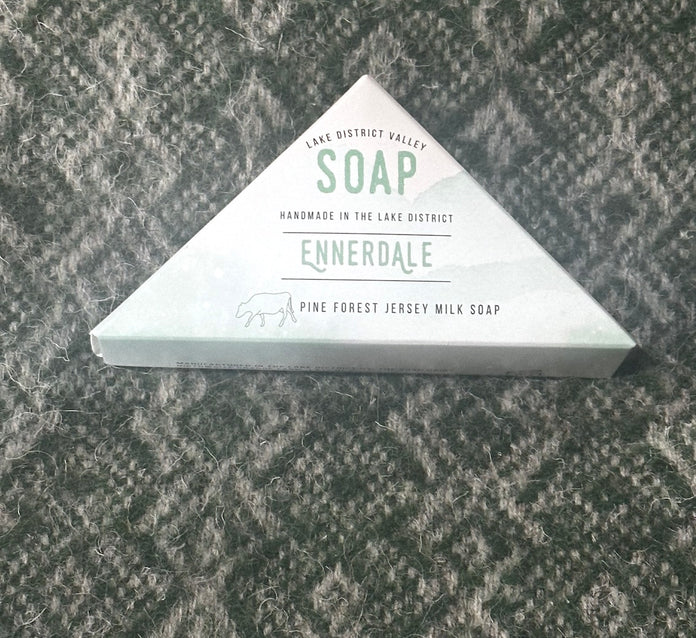 LAKE DISTRICT VALLEY
SOAP
HANDMADE IN THE LAKE DISTRICT
ENNERDALE
PINE FOREST JERSEY MILK SOAP